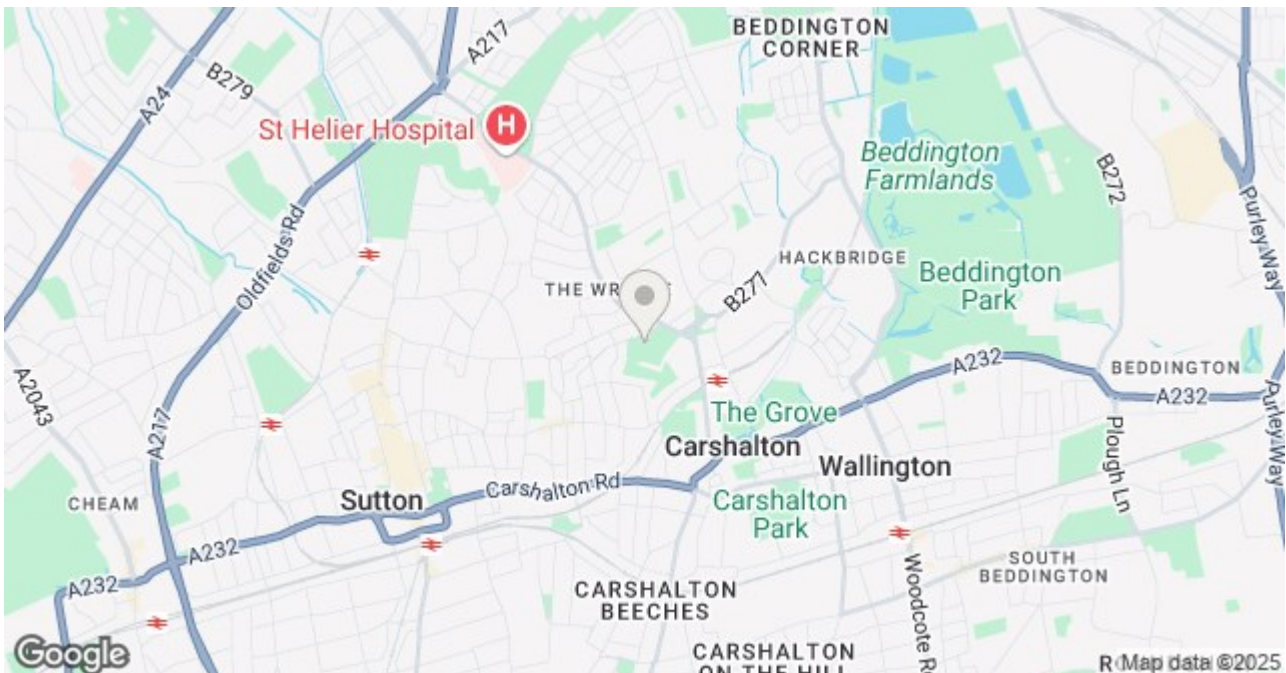 A217
BEDDINGTON
CORNER
B279
A24
St Helier Hospital
H
Beddington
Farmlands
B272
Purley Way
Oldfields Rd
HACKBRIDGE
THE WR
B277
Beddington
Park
A232
BEDDINGTON
A232
A2043
A217
The Grove
Carshalton
Wallington
Purley Way
Plough Ln
CHEAM
Sutton
Carshalton Rd
Carshalton
Park
A232
A232
SOUTH
BEDDINGTON
CARSHALTON
BEECHES
Woodcote R
CARSHALTON
ON THE HILL
Google
Map data ©2025